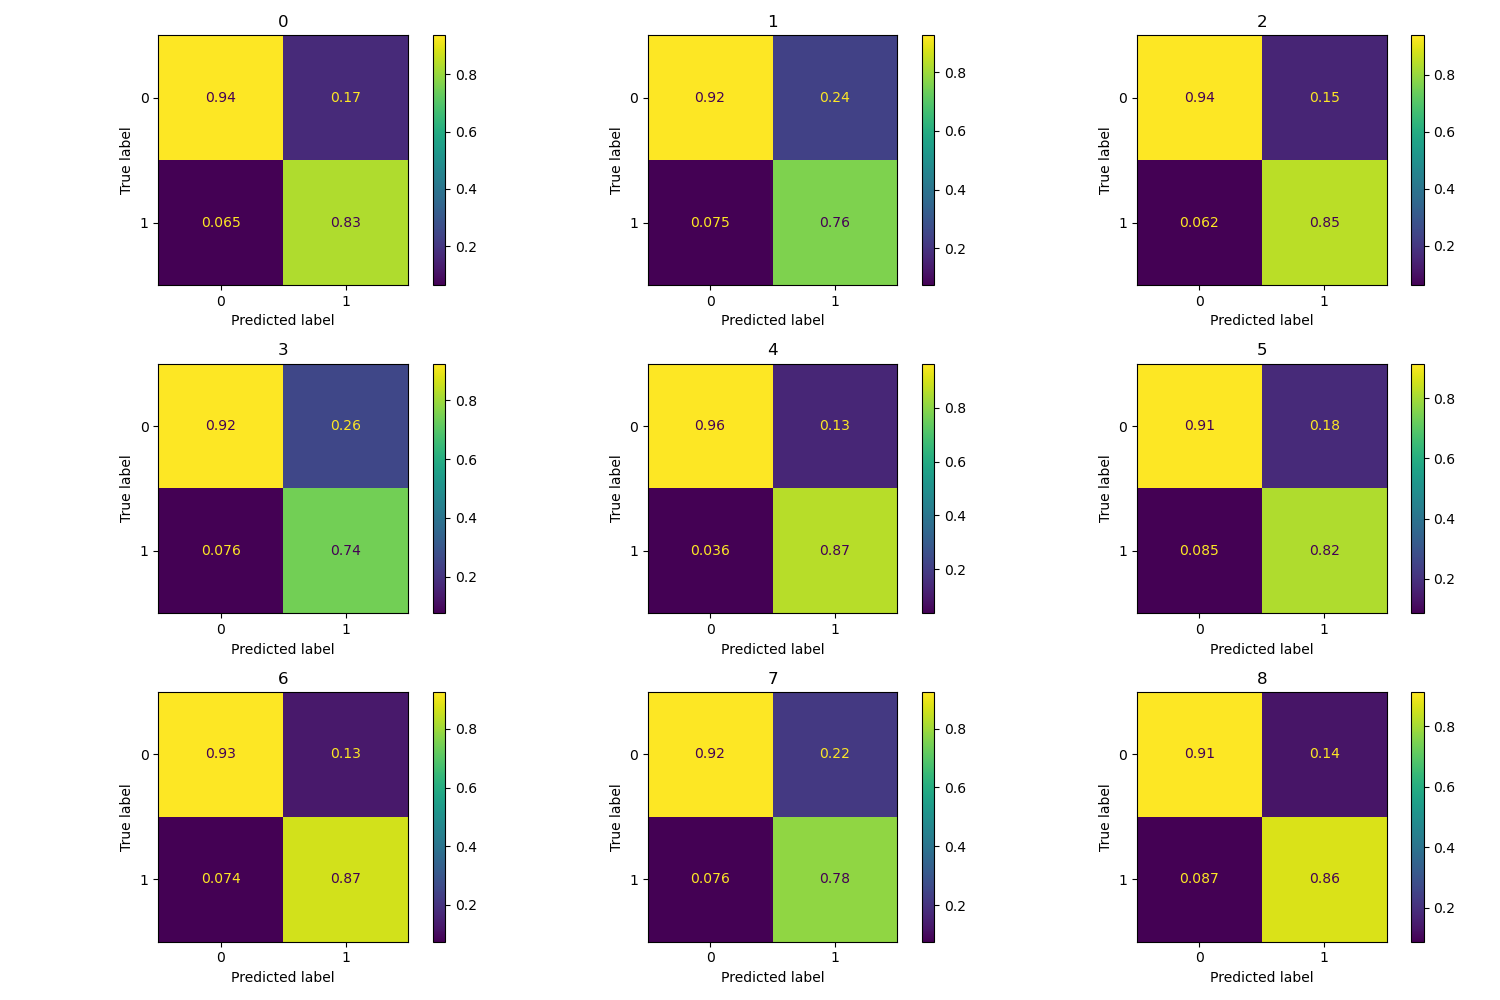 0
0.94 0.17 0.8
0 0.6
True label
0.4
1 0.065 0.83 0.2
0 1
Predicted label
1
0.92 0.24 0.8
0 0.6
True label
0.4
1 0.075 0.76 0.2
0 1
Predicted label
2
0.94 0.15 0.8
0 0.6
True label
0.4
1 0.062 0.85 0.2
0 1
Predicted label
3
0.92 0.26 0.8
0 0.6
True label
0.4
1 0.076 0.74 0.2
0 1
Predicted label
4
0.96 0.13 0.8
0 0.6
True label
0.4
1 0.036 0.87 0.2
0 1
Predicted label
5
0.91 0.18 0.8
0 0.6
True label
0.4
1 0.085 0.82 0.2
0 1
Predicted label
6
0.93 0.13 0.8
0 0.6
True label
0.4
1 0.074 0.87 0.2
0 1
Predicted label
7
0.92 0.22 0.8
0 0.6
True label
0.4
1 0.076 0.78 0.2
0 1
Predicted label
8
0.91 0.14 0.8
0 0.6
True label
0.4
1 0.087 0.86 0.2
0 1
Predicted label